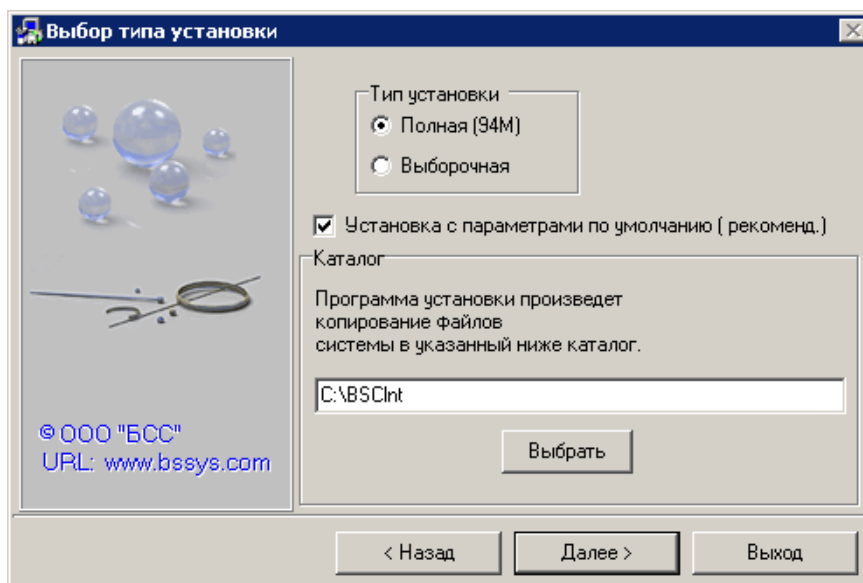 Выбор типа установки
Тип установки
Полная (94M)
Выборочная
Установка с параметрами по умолчанию ( рекоменд.)
Каталог
Программа установки произведет
копирование файлов
системы в указанный ниже каталог.
C:\BSClnt
Выбрать
© ООО "БСС"
URL: www.bssys.com
< Назад
Далее >
Выход